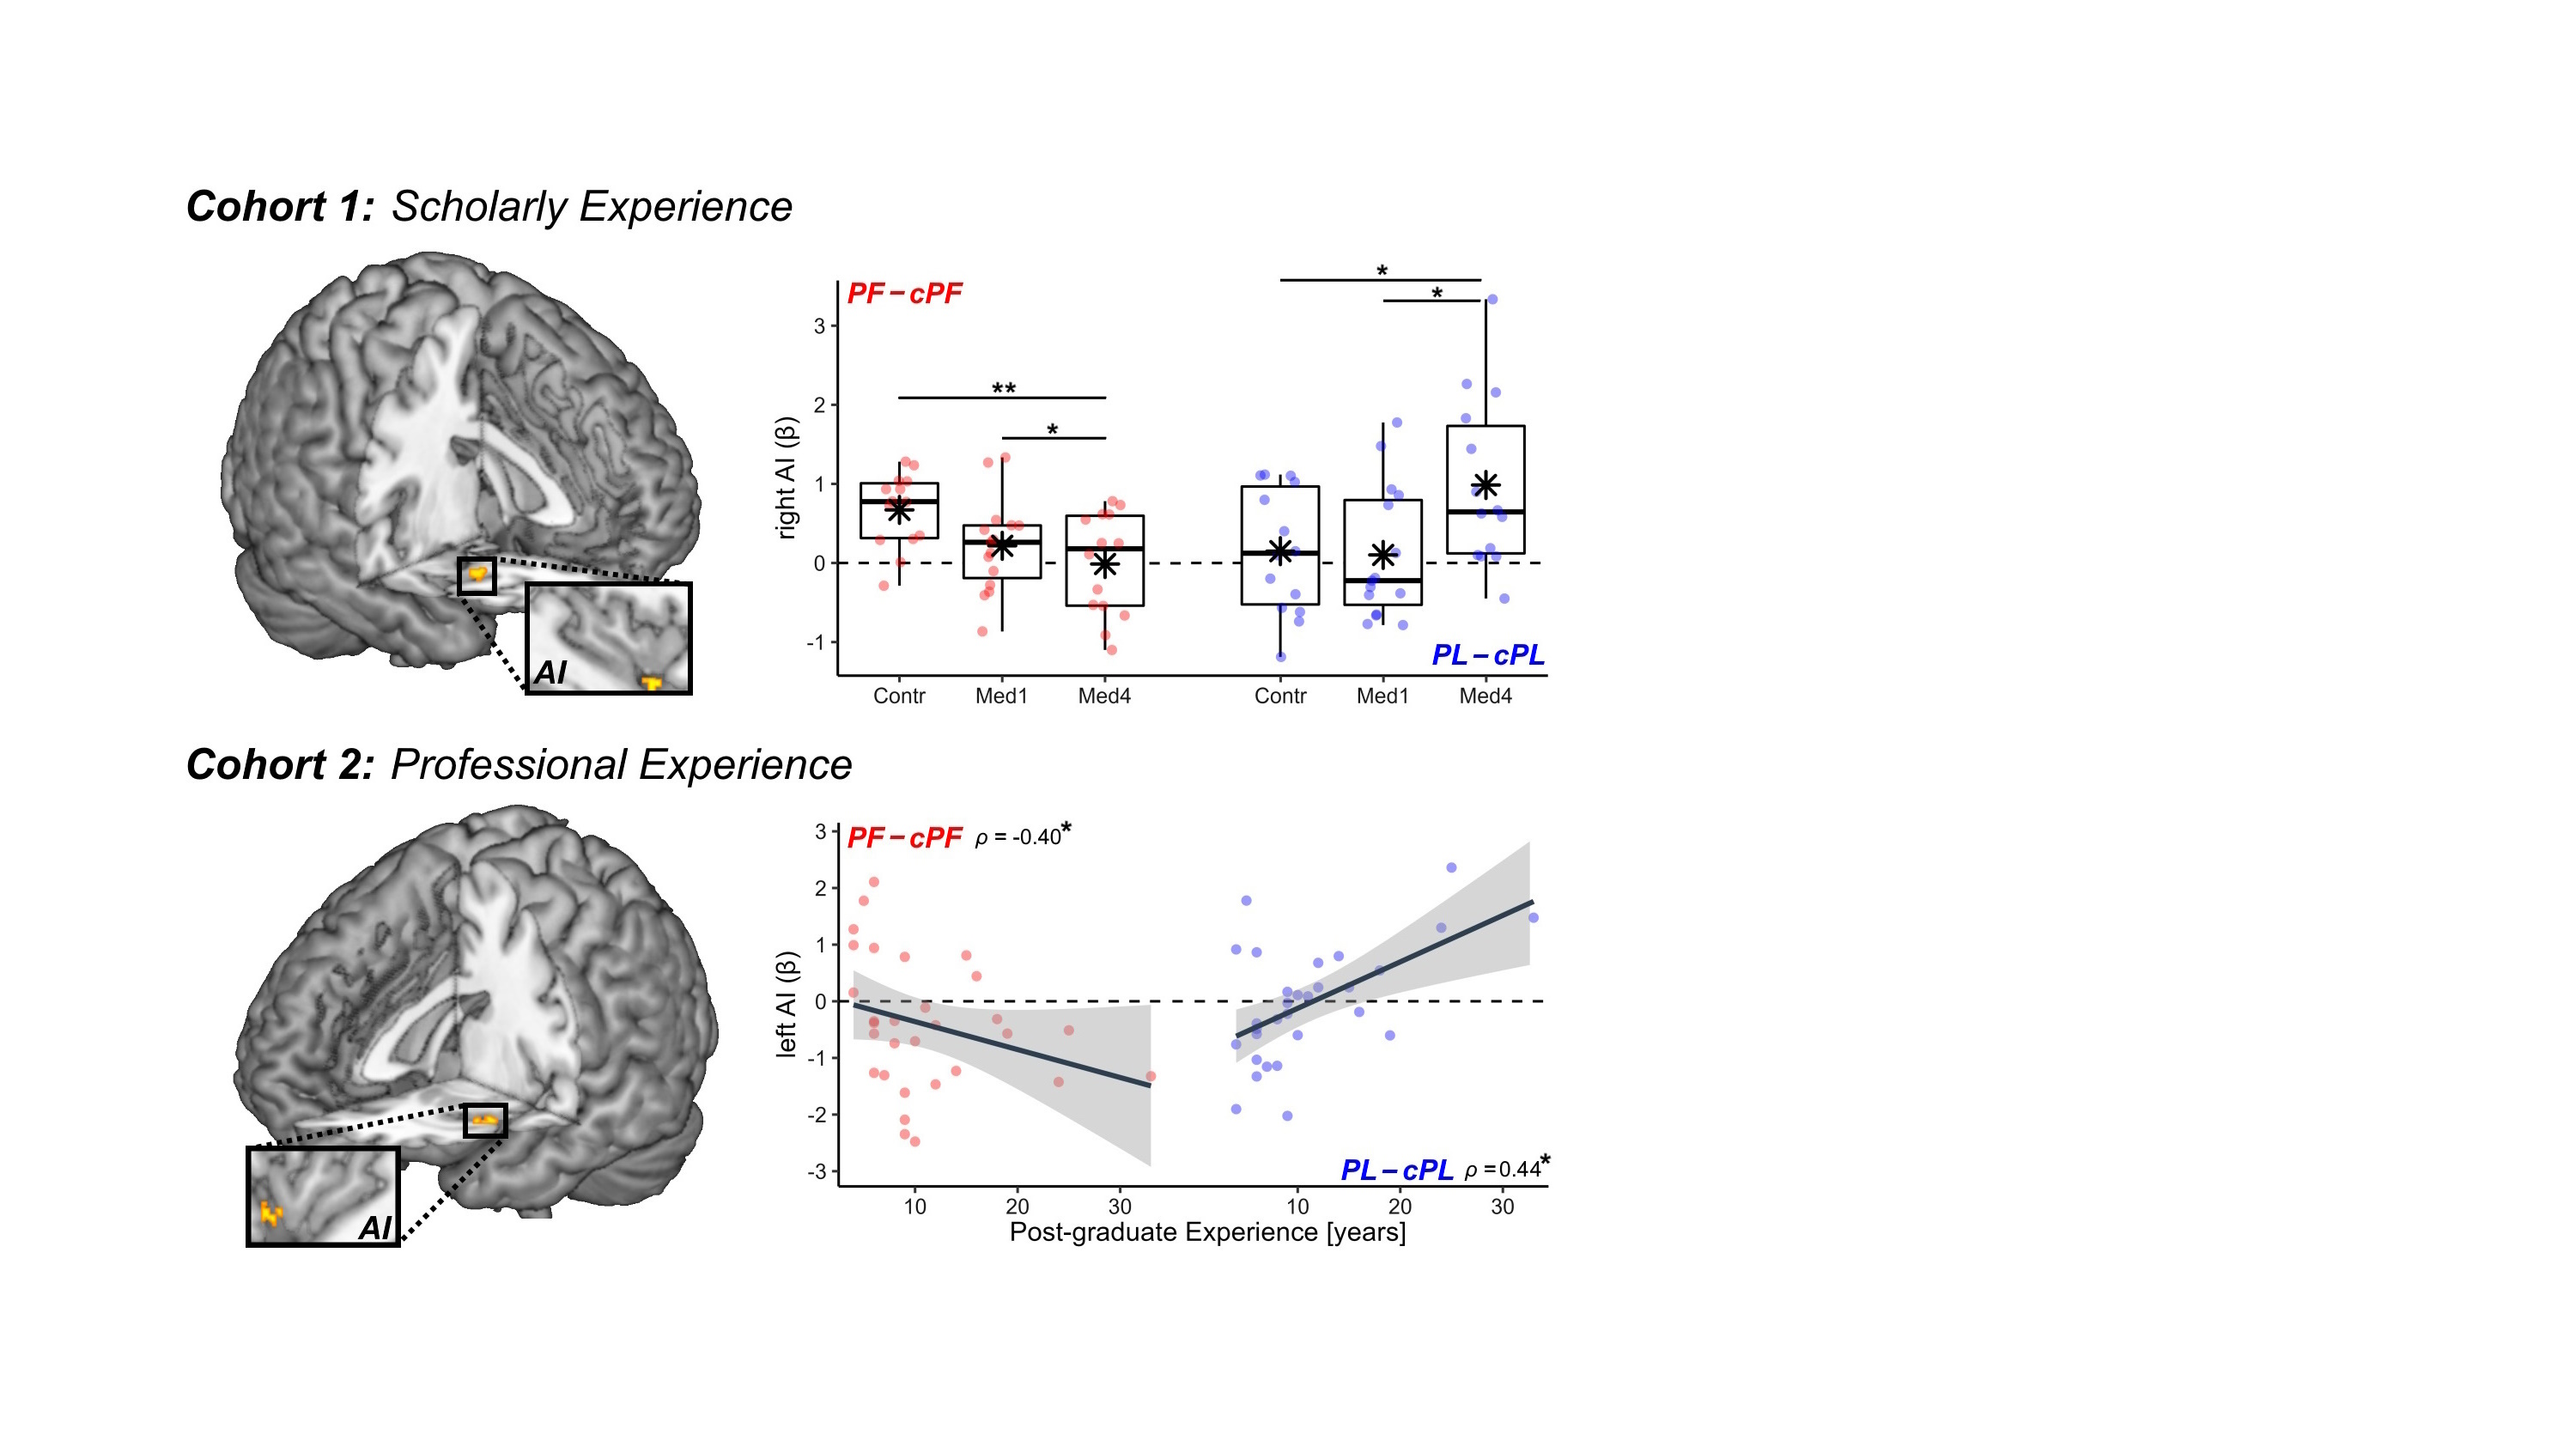 Cohort 1: Scholarly Experience
PF – cPF
*
*
**
*
3
2
1
0
-1
right AI (β)
AI
PL – cPL
Contr Med1 Med4 Contr Med1 Med4
Cohort 2: Professional Experience
PF – cPF ρ = -0.40*
3
2
1
0
-1
-2
-3
left AI (β)
AI
PL – cPL ρ =0.44*
10 20 30 10 20 30
Post-graduate Experience [years]